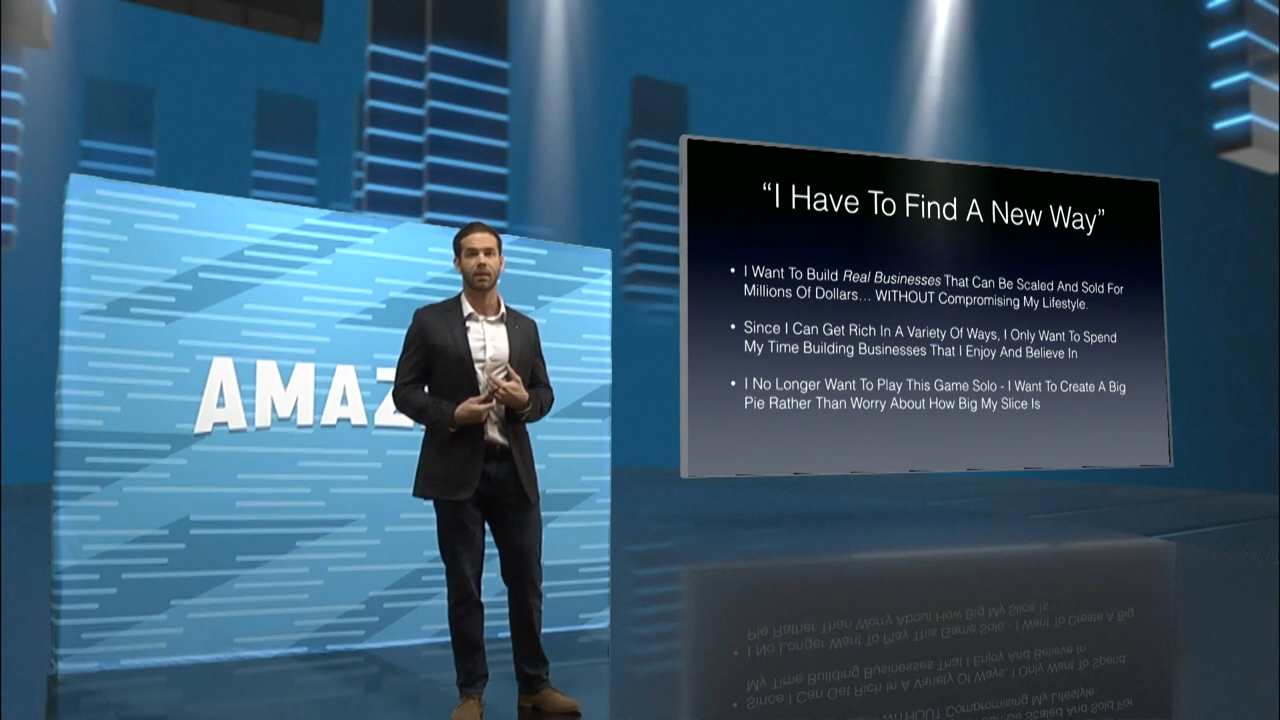 AMAZ
“I Have To Find A New Way”
• I Want To Build Real Businesses That Can Be Scaled And Sold For
Millions Of Dollars... WITHOUT Compromising My Lifestyle.
• Since I Can Get Rich In A Variety Of Ways, I Only Want To Spend
My Time Building Businesses That I Enjoy And Believe In
• I No Longer Want To Play This Game Solo - I Want To Create A Big
Pie Rather Than Worry About How Big My Slice Is